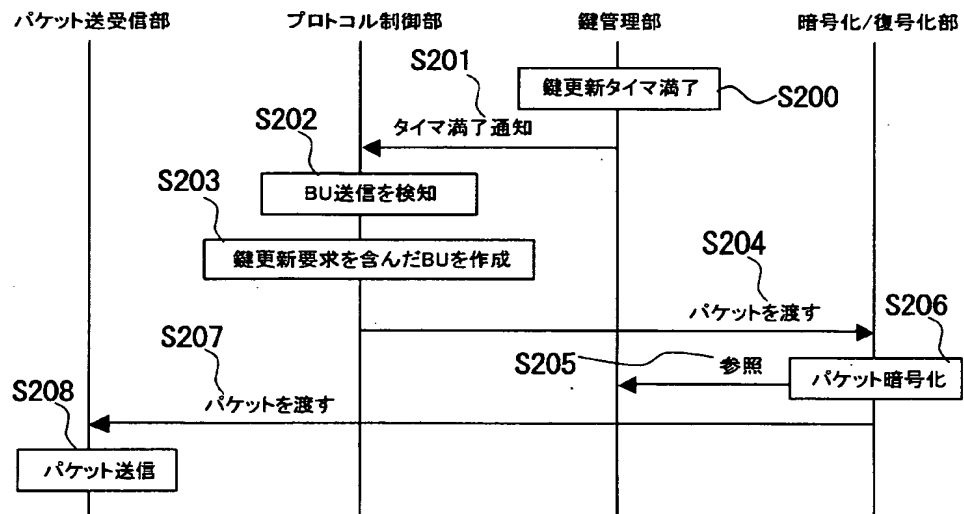 パケット送受信部
プロトコル制御部
鍵管理部
暗号化/復号化部
S201
鍵更新タイマ満了
S200
S202
タイマ満了通知
BU送信を検知
S203
鍵更新要求を含んだBUを作成
S204
パケットを渡す
S206
S207
S205
参照
パケット暗号化
パケットを渡す
S208
パケット送信